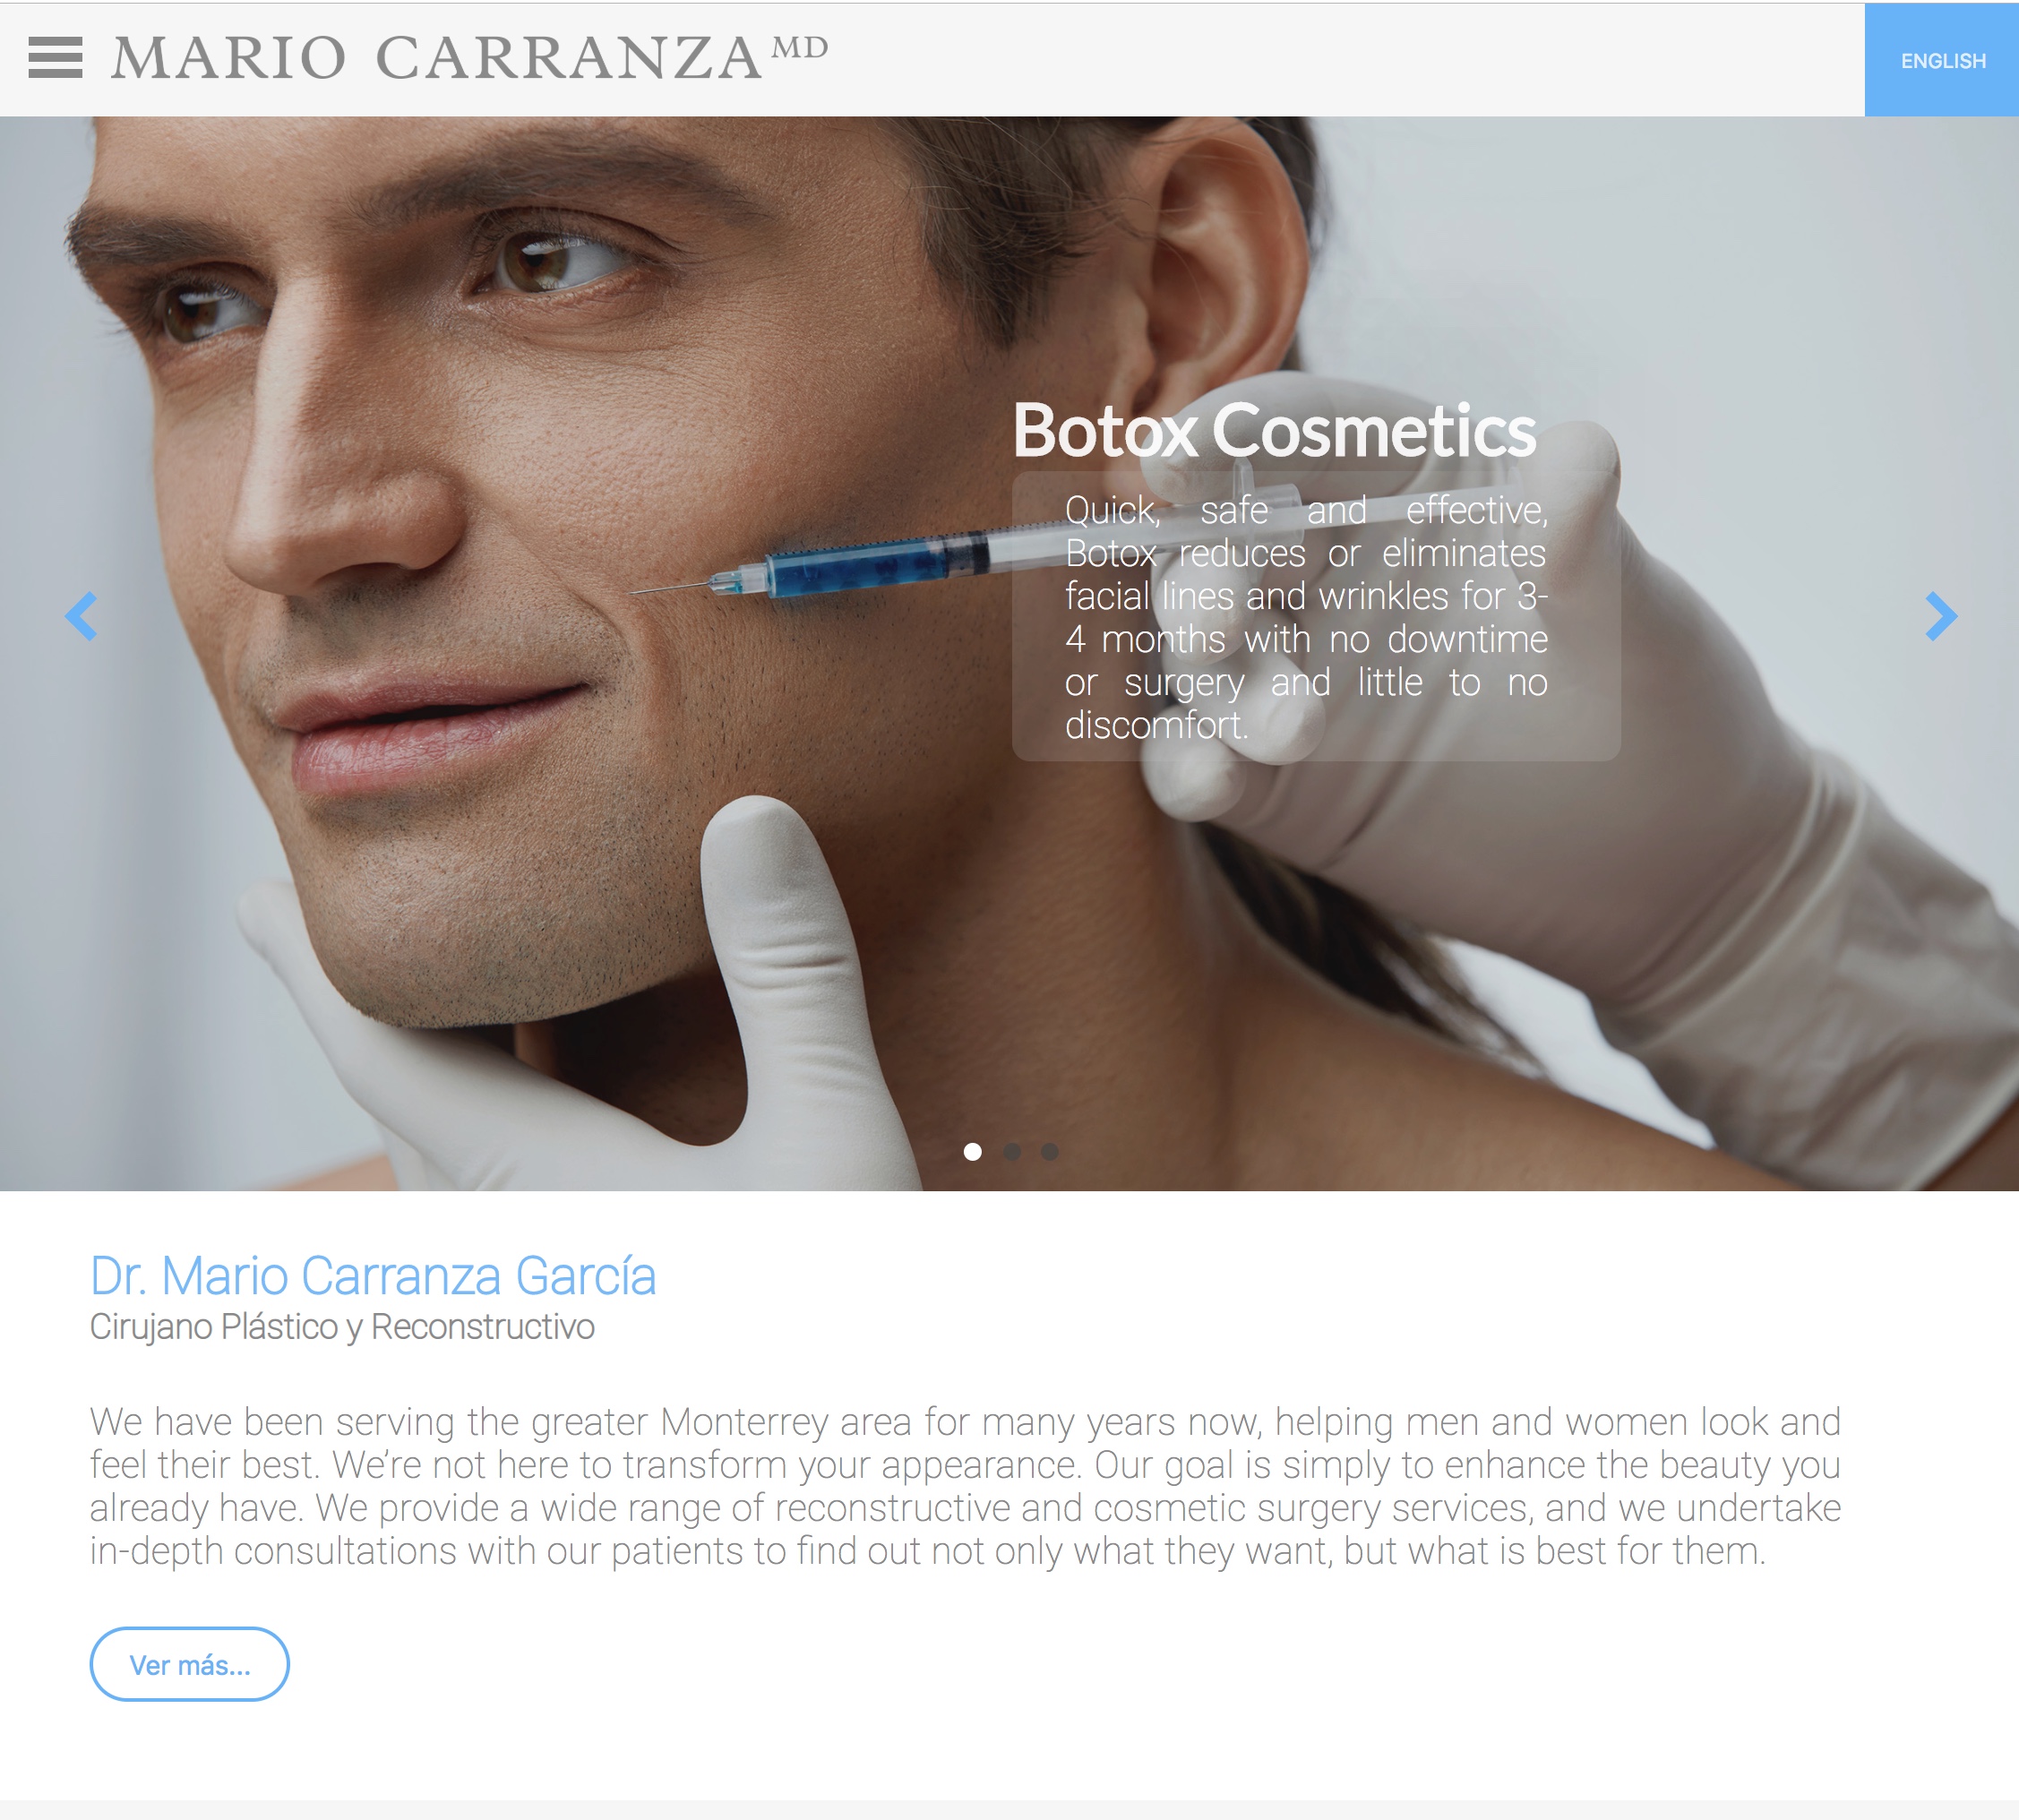 MARIO CARRANZA MD
ENGLISH
Botox Cosmetics
Quick, safe and effective,
Botox reduces or eliminates
facial lines and wrinkles for 3-
4 months with no downtime
or surgery and little to no
discomfort.
Dr. Mario Carranza García
Cirujano Plástico y Reconstructivo
We have been serving the greater Monterrey area for many years now, helping men and women look and
feel their best. We’re not here to transform your appearance. Our goal is simply to enhance the beauty you
already have. We provide a wide range of reconstructive and cosmetic surgery services, and we undertake
in-depth consultations with our patients to find out not only what they want, but what is best for them.
Ver más...